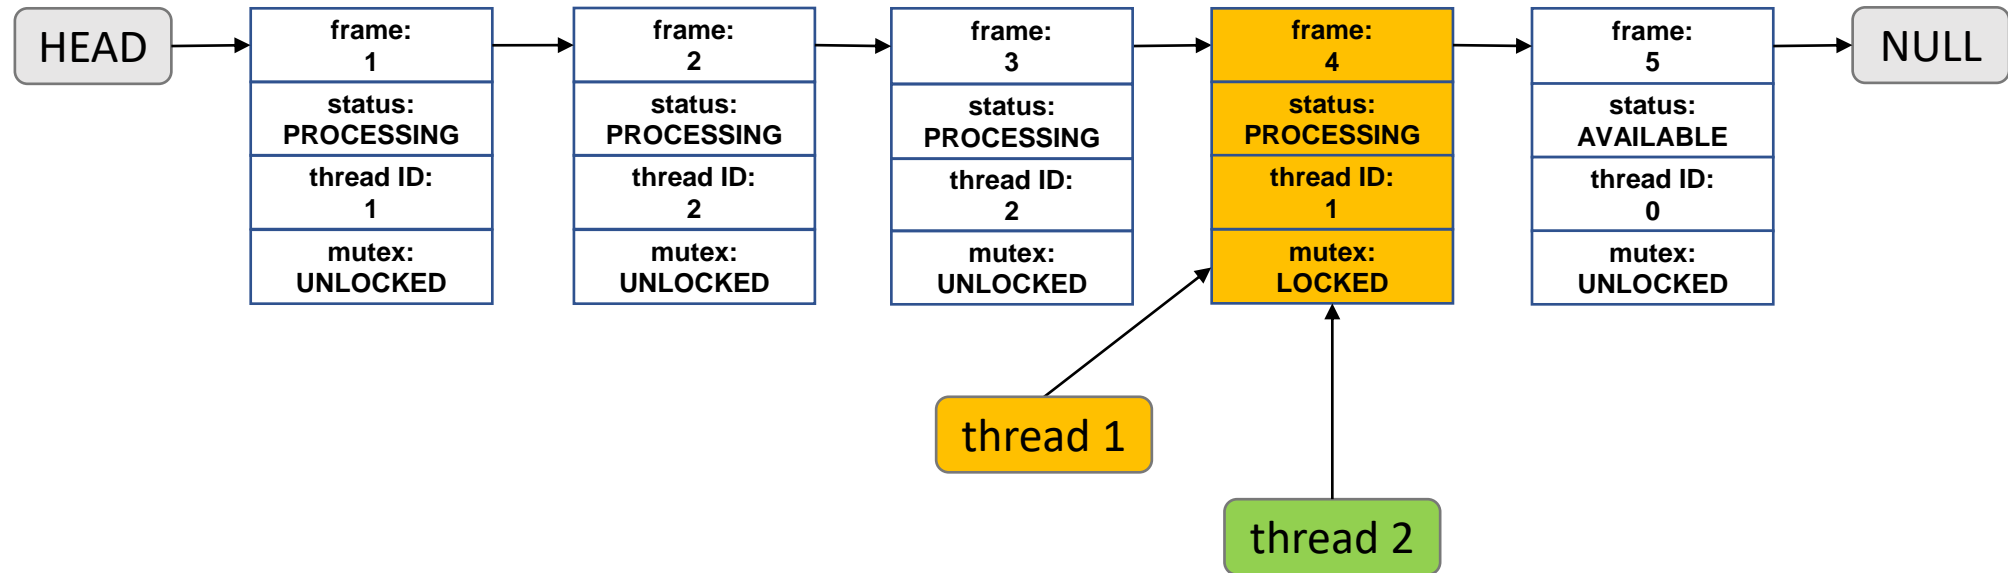 HEAD
frame:
1
status:
PROCESSING
thread ID:
1
mutex:
UNLOCKED
frame:
2
status:
PROCESSING
thread ID:
2
mutex:
UNLOCKED
frame:
3
status:
PROCESSING
thread ID:
2
mutex:
UNLOCKED
frame:
4
status:
PROCESSING
thread ID:
1
mutex:
LOCKED
frame:
5
status:
AVAILABLE
thread ID:
0
mutex:
UNLOCKED
NULL
thread 1
thread 2